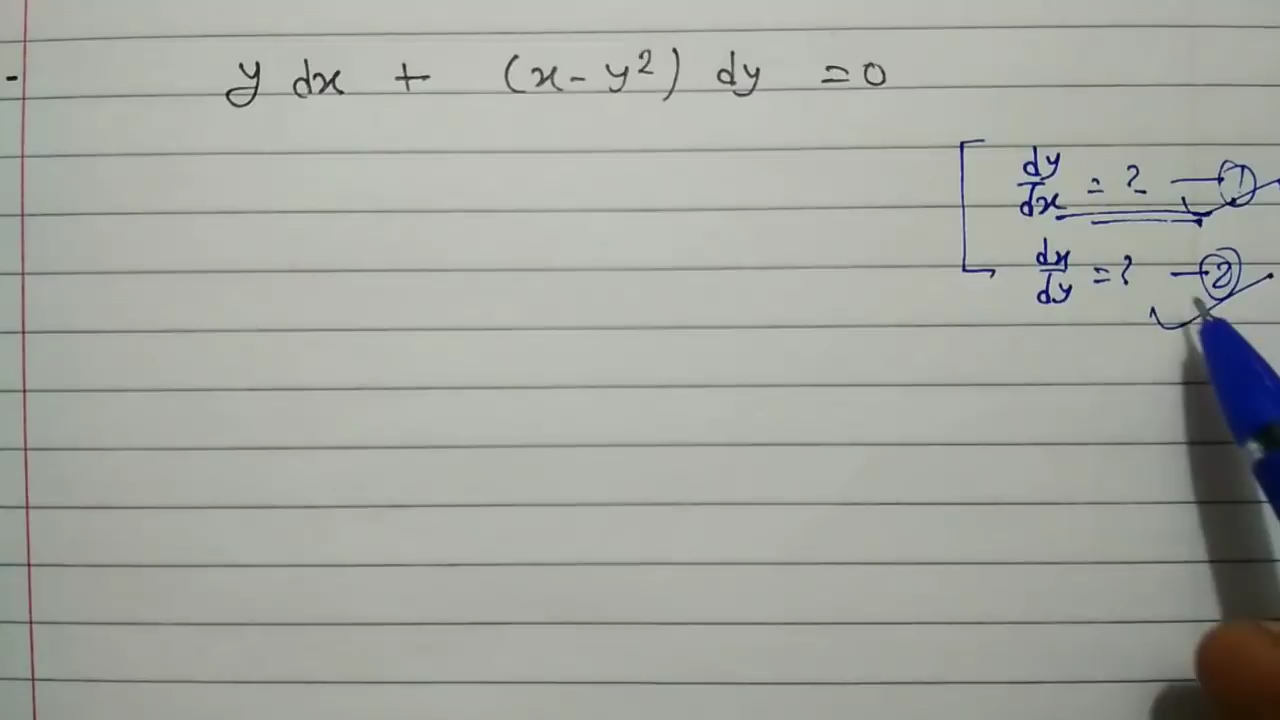 - y dx + (x - y²) dy = 0
dy/dx = ? — ①
dx/dy = ? — ②